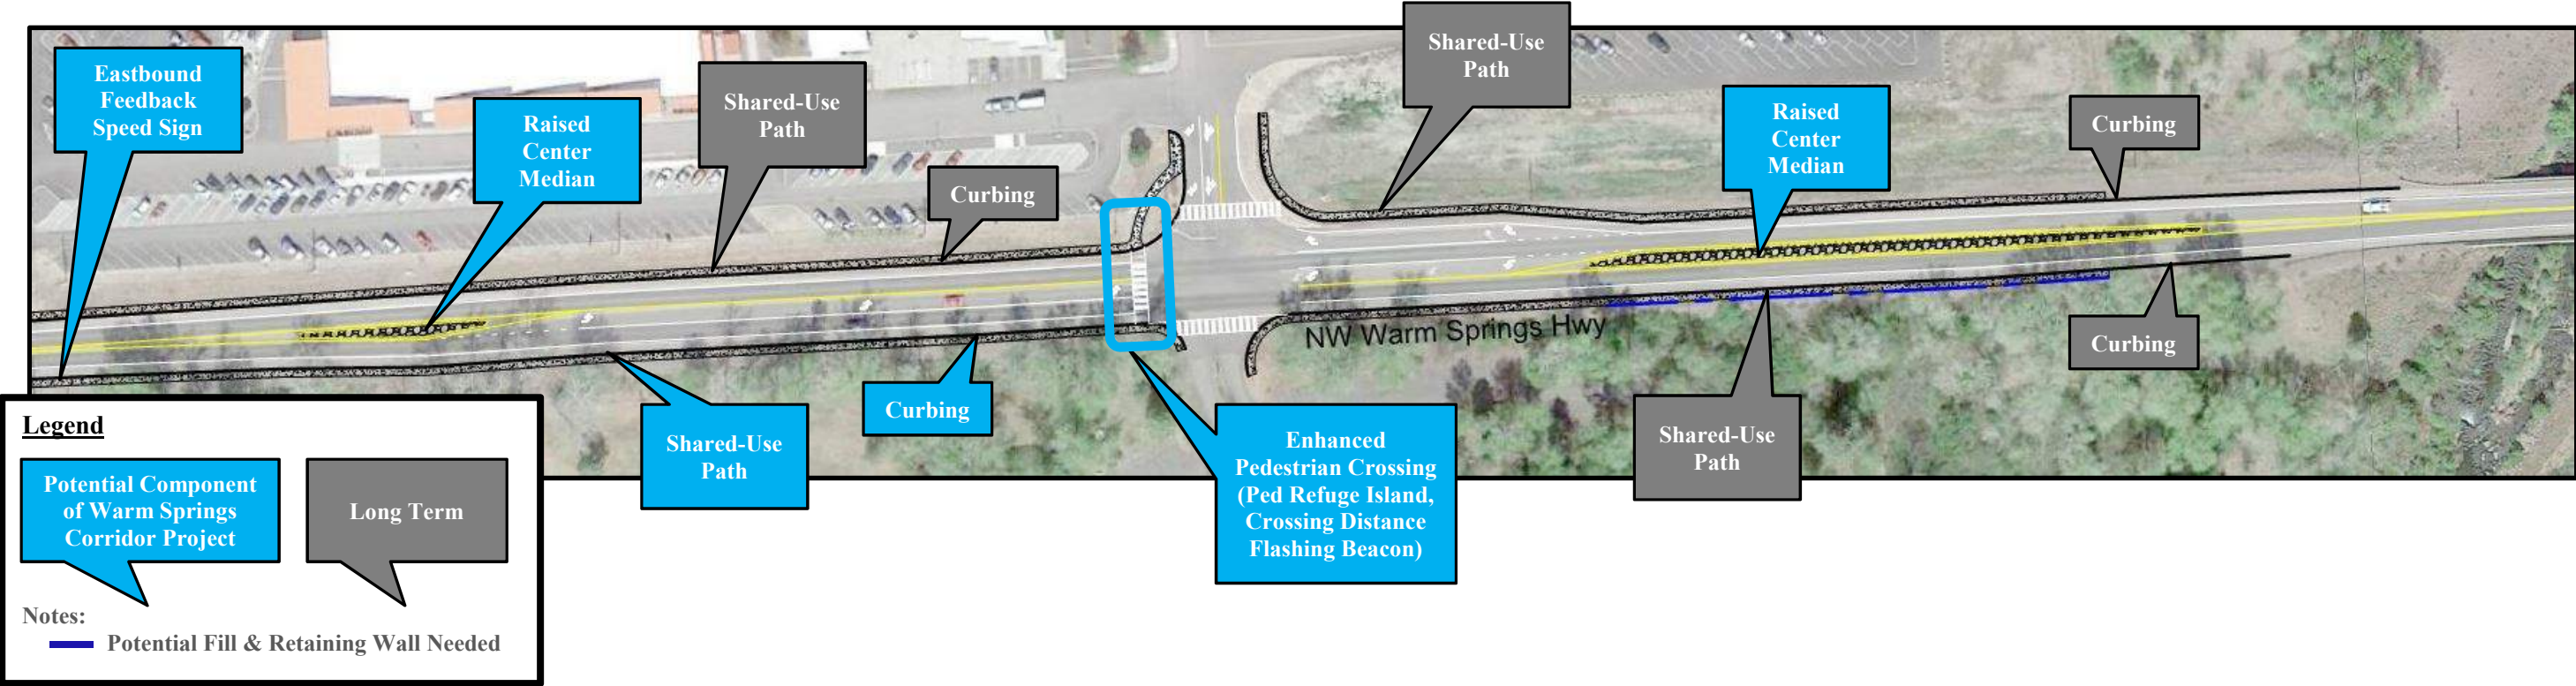 Eastbound
Feedback
Speed Sign
Raised
Center
Median
Shared-Use
Path
Curbing
Shared-Use
Path
Raised
Center
Median
Curbing
NW Warm Springs Hwy
Curbing
Shared-Use
Path
Curbing
Enhanced
Pedestrian Crossing
(Ped Refuge Island,
Crossing Distance
Flashing Beacon)
Shared-Use
Path
Legend
Potential Component
of Warm Springs
Corridor Project
Long Term
Notes:
Potential Fill & Retaining Wall Needed